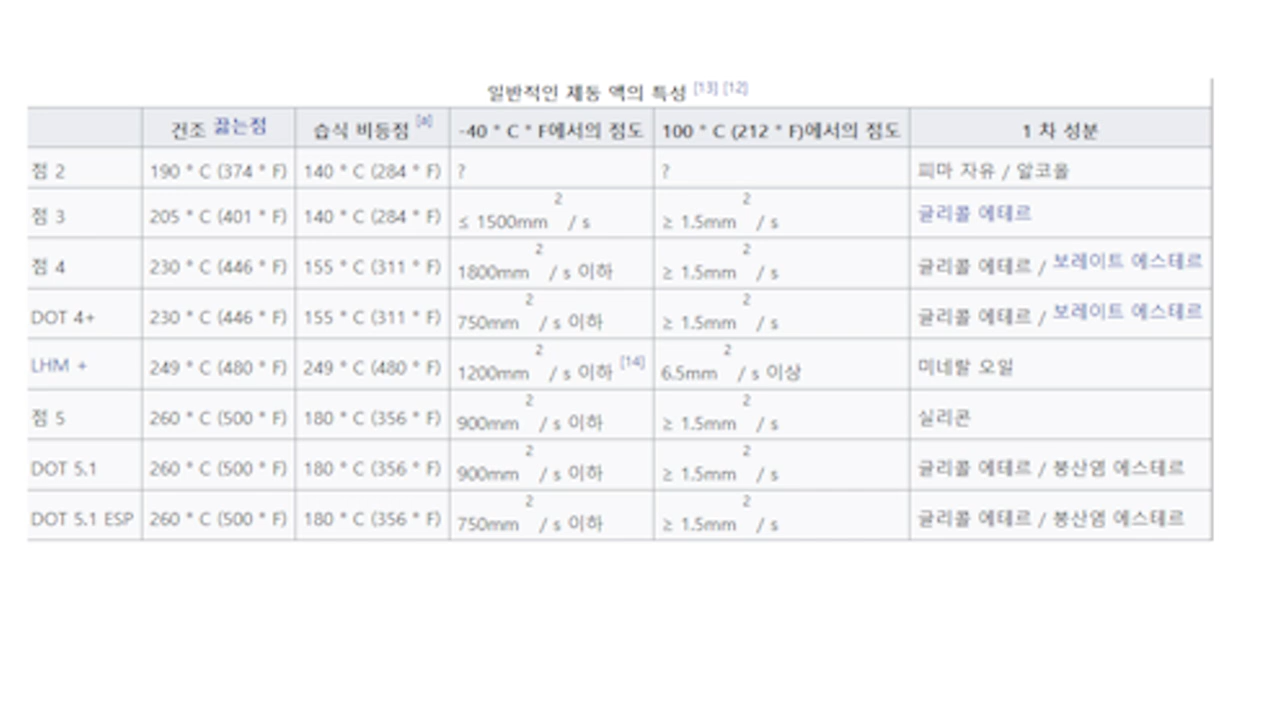 일반적인 제동 액의 특성 [13] [12]
건조 끓는점 습식 비등점 [a] -40 ° C ° F에서의 점도 100 ° C (212 ° F)에서의 점도 1 차 성분
점 2 190 ° C (374 ° F) 140 ° C (284 ° F) ? ? 피마 자유 / 알코올
점 3 205 ° C (401 ° F) 140 ° C (284 ° F) ≤ 1500mm 2 / s ≥ 1.5mm 2 / s 글리콜 에테르
점 4 230 ° C (446 ° F) 155 ° C (311 ° F) 1800mm 2 / s 이하 ≥ 1.5mm 2 / s 글리콜 에테르 / 보레이트 에스테르
DOT 4+ 230 ° C (446 ° F) 155 ° C (311 ° F) 750mm 2 / s 이하 ≥ 1.5mm 2 / s 글리콜 에테르 / 보레이트 에스테르
LHM + 249 ° C (480 ° F) 249 ° C (480 ° F) 1200mm 2 / s 이하 [14] 6.5mm 2 / s 이상 미네랄 오일
점 5 260 ° C (500 ° F) 180 ° C (356 ° F) 900mm 2 / s 이하 ≥ 1.5mm 2 / s 실리콘
DOT 5.1 260 ° C (500 ° F) 180 ° C (356 ° F) 900mm 2 / s 이하 ≥ 1.5mm 2 / s 글리콜 에테르 / 붕산염 에스테르
DOT 5.1 ESP 260 ° C (500 ° F) 180 ° C (356 ° F) 750mm 2 / s 이하 ≥ 1.5mm 2 / s 글리콜 에테르 / 붕산염 에스테르